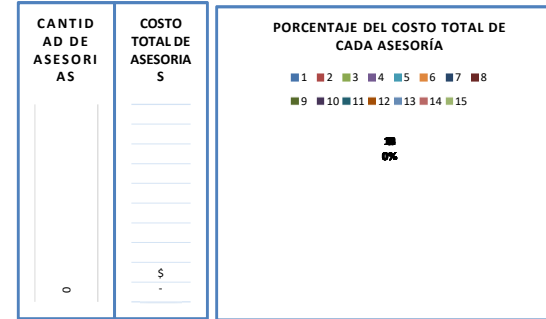 CANTID
AD DE
ASESORI
AS
0
COSTO
TOTAL DE
ASESORIA
S
$
-
PORCENTAJE DEL COSTO TOTAL DE
CADA ASESORÍA
1 2 3 4 5 6 7 8
9 10 11 12 13 14 15
0%